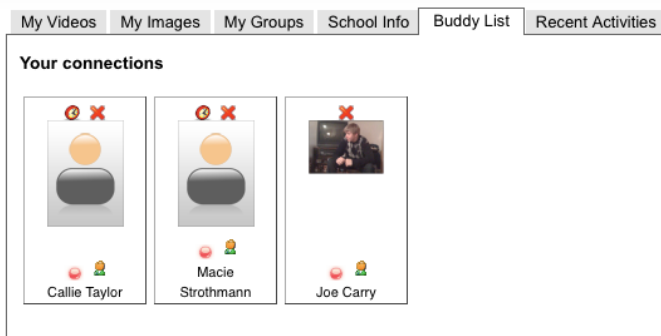 My Videos My Images My Groups School Info Buddy List Recent Activities
Your connections
Callie Taylor
Macie
Strothmann
Joe Carry